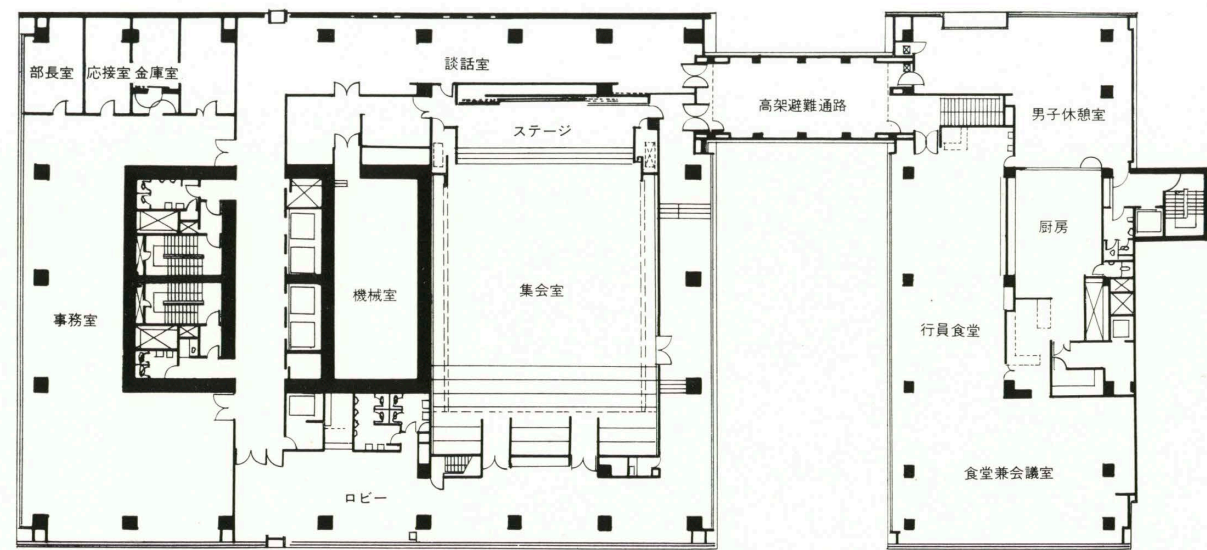 部長室
応接室
金庫室
談話室
ステージ
高架避難通路
男子休憩室
厨房
機械室
集会室
事務室
行員食堂
食堂兼会議室
ロビー